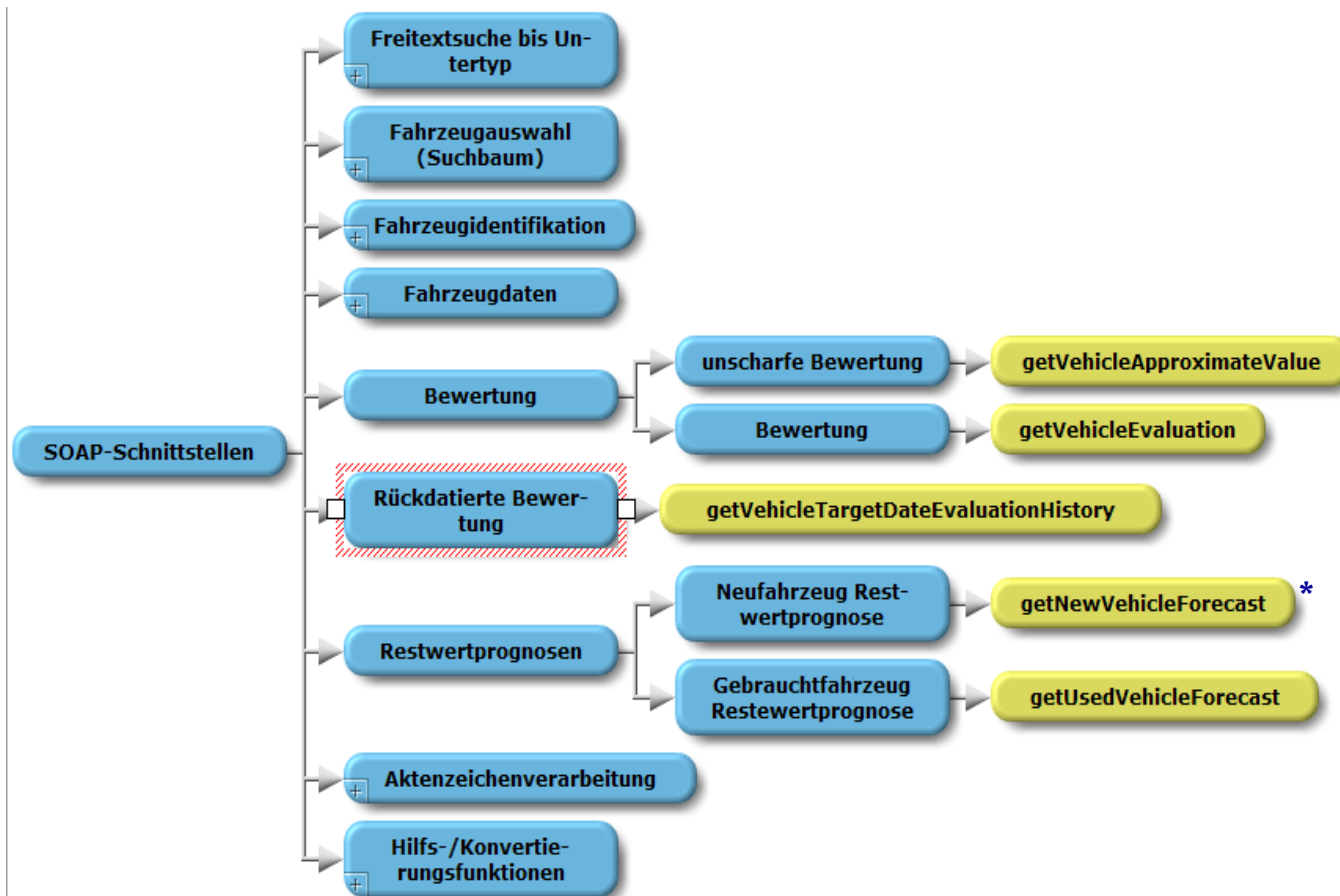 Freitextsuche bis Un-
tertyp
Fahrzeugauswahl
(Suchbaum)
Fahrzeugidentifikation
Fahrzeugdaten
unscharfe Bewertung
getVehicleApproximateValue
Bewertung
Bewertung
getVehicleEvaluation
SOAP-Schnittstellen
Rückdatierte Bewer-
tung
getVehicleTargetDateEvaluationHistory
Neufahrzeug Rest-
wertprognose
getNewVehicleForecast *
Restwertprognosen
Gebrauchtfahrzeug
Restewertprognose
getUsedVehicleForecast
Aktenzeichenverarbeitung
Hilfs-/Konvertie-
rungsfunktionen